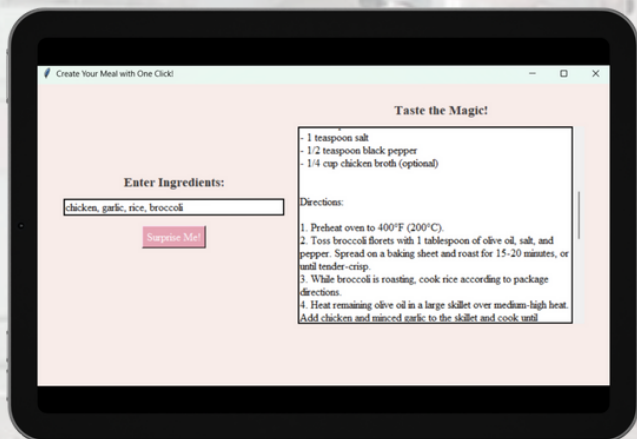 Create Your Meal with One Click!
Taste the Magic!
- 1 teaspoon salt
- 1/2 teaspoon black pepper
- 1/4 cup chicken broth (optional)
Directions:
1. Preheat oven to 400°F (200°C).
2. Toss broccoli florets with 1 tablespoon of olive oil, salt, and
pepper. Spread on a baking sheet and roast for 15-20 minutes, or
until tender-crisp.
3. While broccoli is roasting, cook rice according to package
directions.
4. Heat remaining olive oil in a large skillet over medium-high heat.
Add chicken and minced garlic to the skillet and cook until
Enter Ingredients:
chicken, garlic, rice, broccoli
Surprise Me!